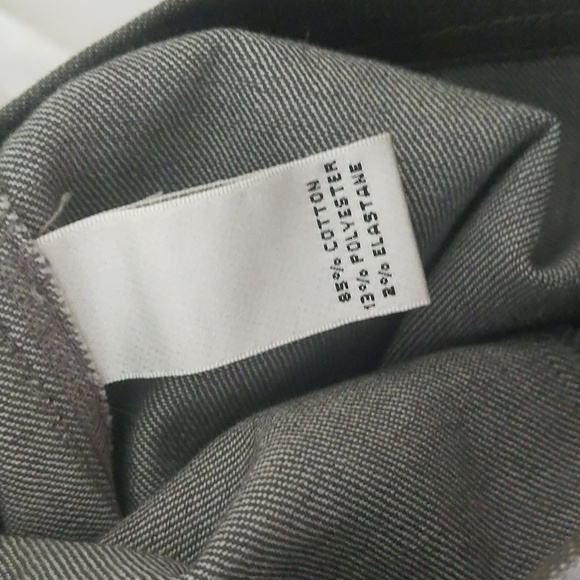 85% COTTON
13% POLYESTER
2% ELASTANE